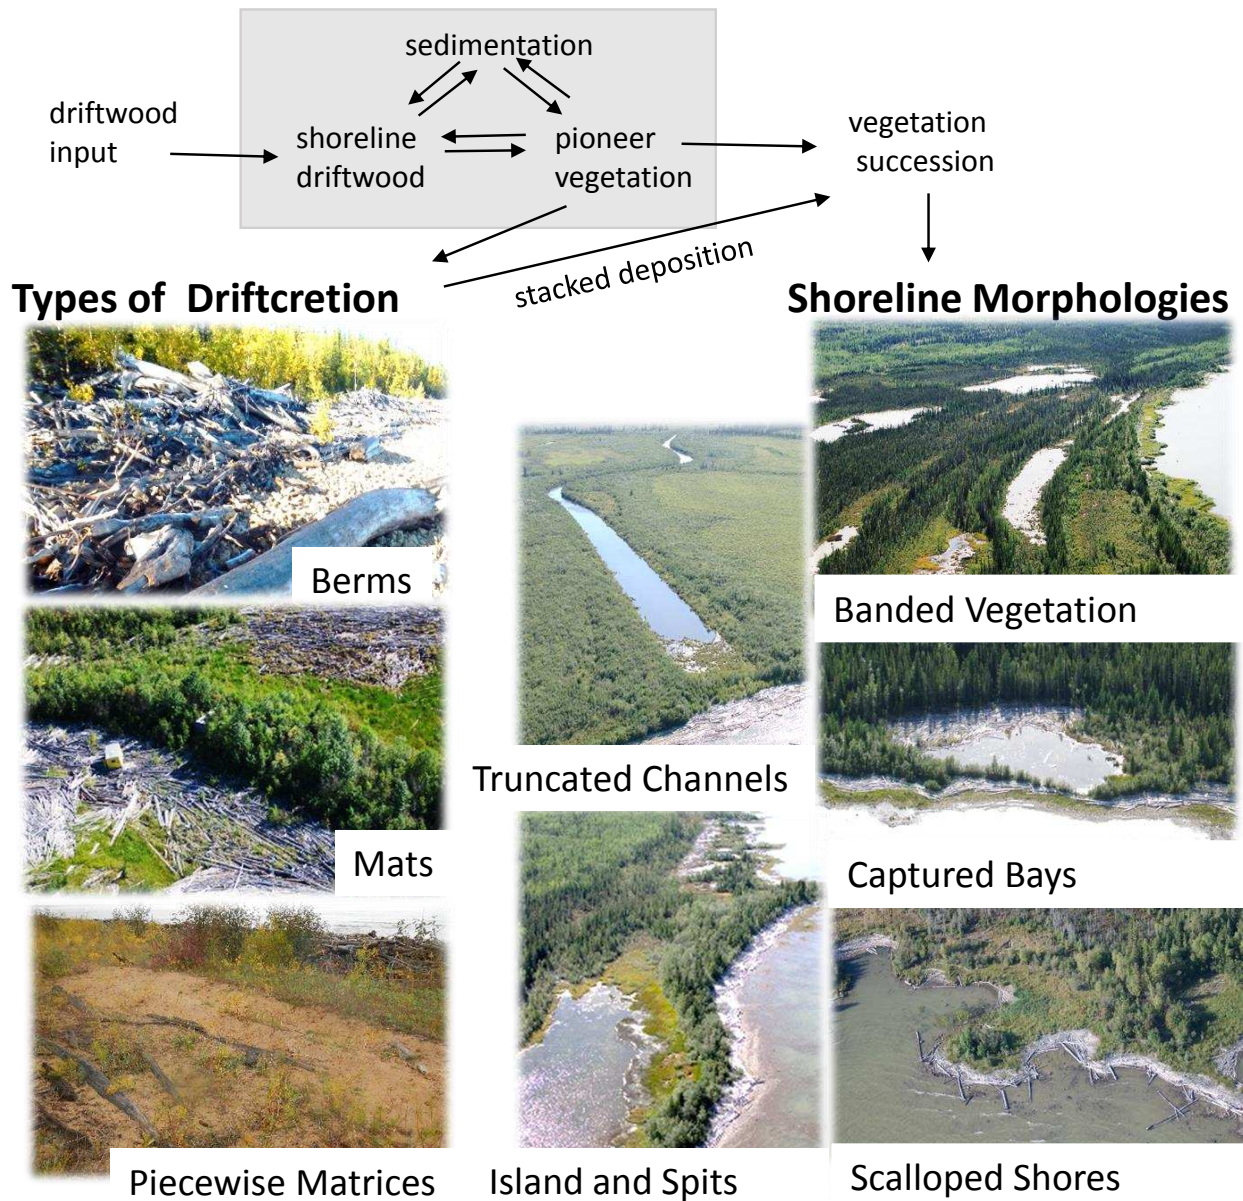 sedimentation
driftwood
input
shoreline
driftwood
pioneer
vegetation
vegetation
succession
stacked deposition
Types of Driftcretion
Shoreline Morphologies
Berms
Mats
Piecewise Matrices
Truncated Channels
Island and Spits
Banded Vegetation
Captured Bays
Scalloped Shores